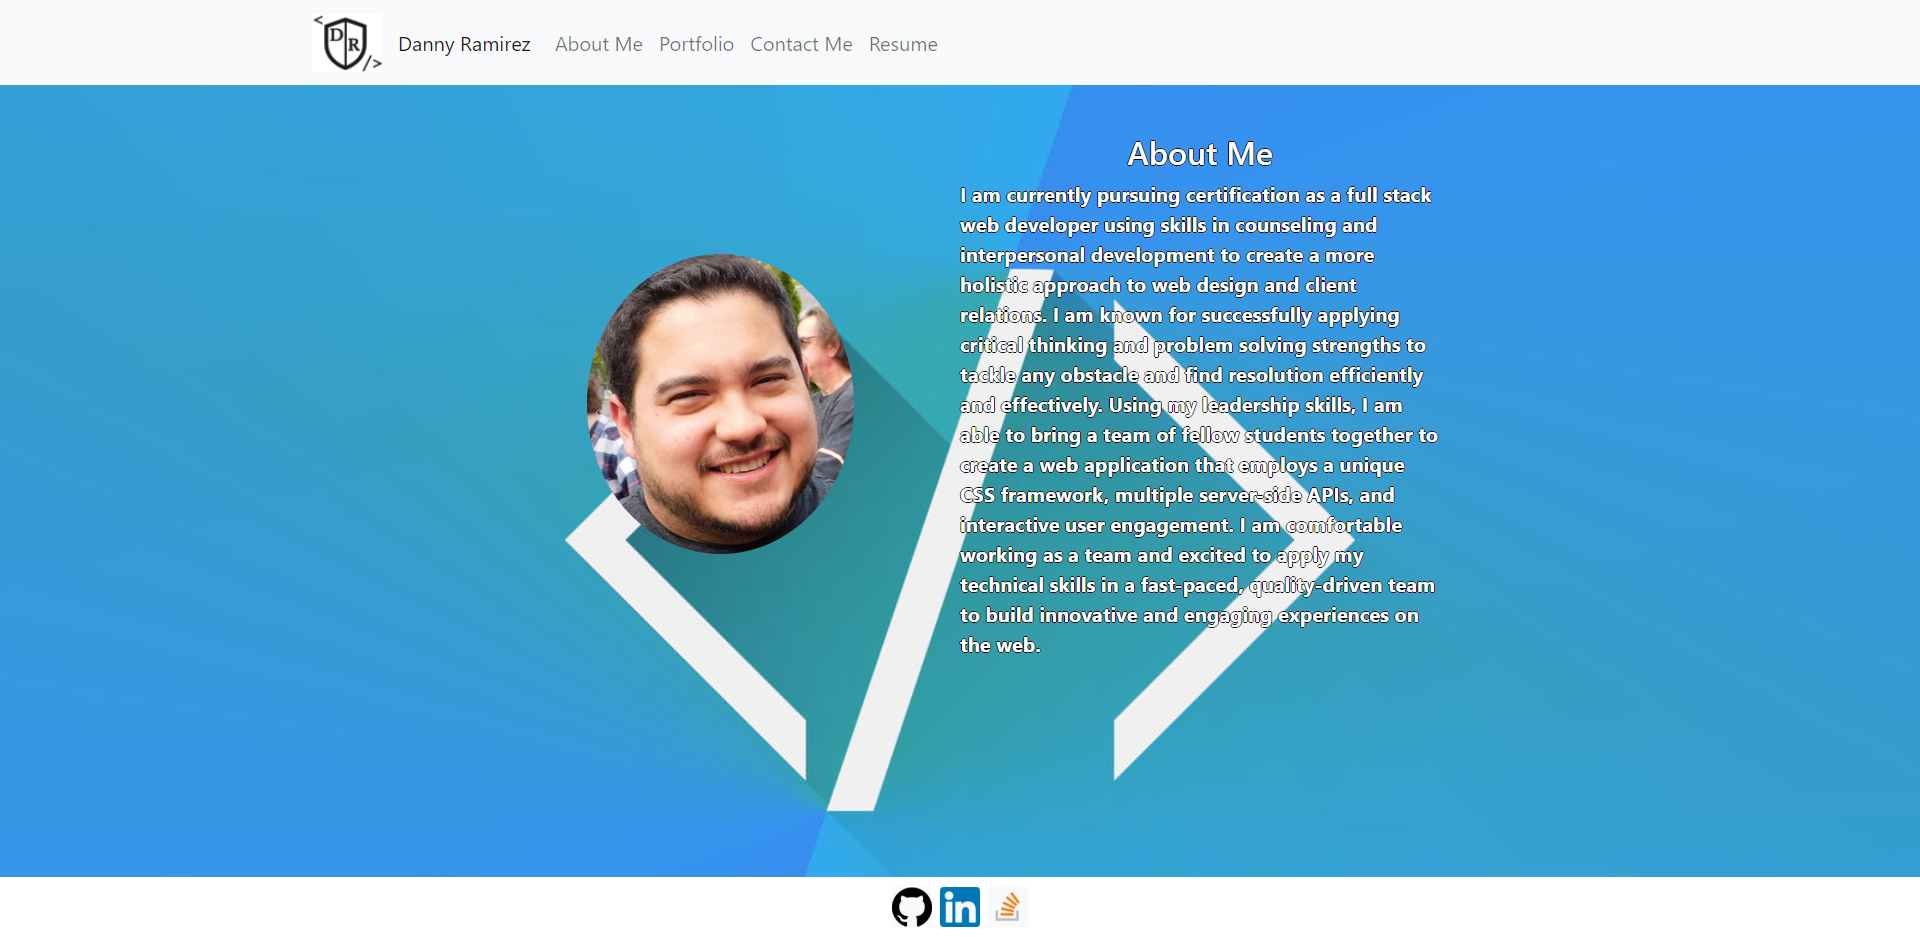 <
D R
/>
Danny Ramirez About Me Portfolio Contact Me Resume
About Me
I am currently pursuing certification as a full stack
web developer using skills in counseling and
interpersonal development to create a more
holistic approach to web design and client
relations. I am known for successfully applying
critical thinking and problem solving strengths to
tackle any obstacle and find resolution efficiently
and effectively. Using my leadership skills, I am
able to bring a team of fellow students together to
create a web application that employs a unique
CSS framework, multiple server-side APIs, and
interactive user engagement. I am comfortable
working as a team and excited to apply my
technical skills in a fast-paced, quality-driven team
to build innovative and engaging experiences on
the web.
</>
in